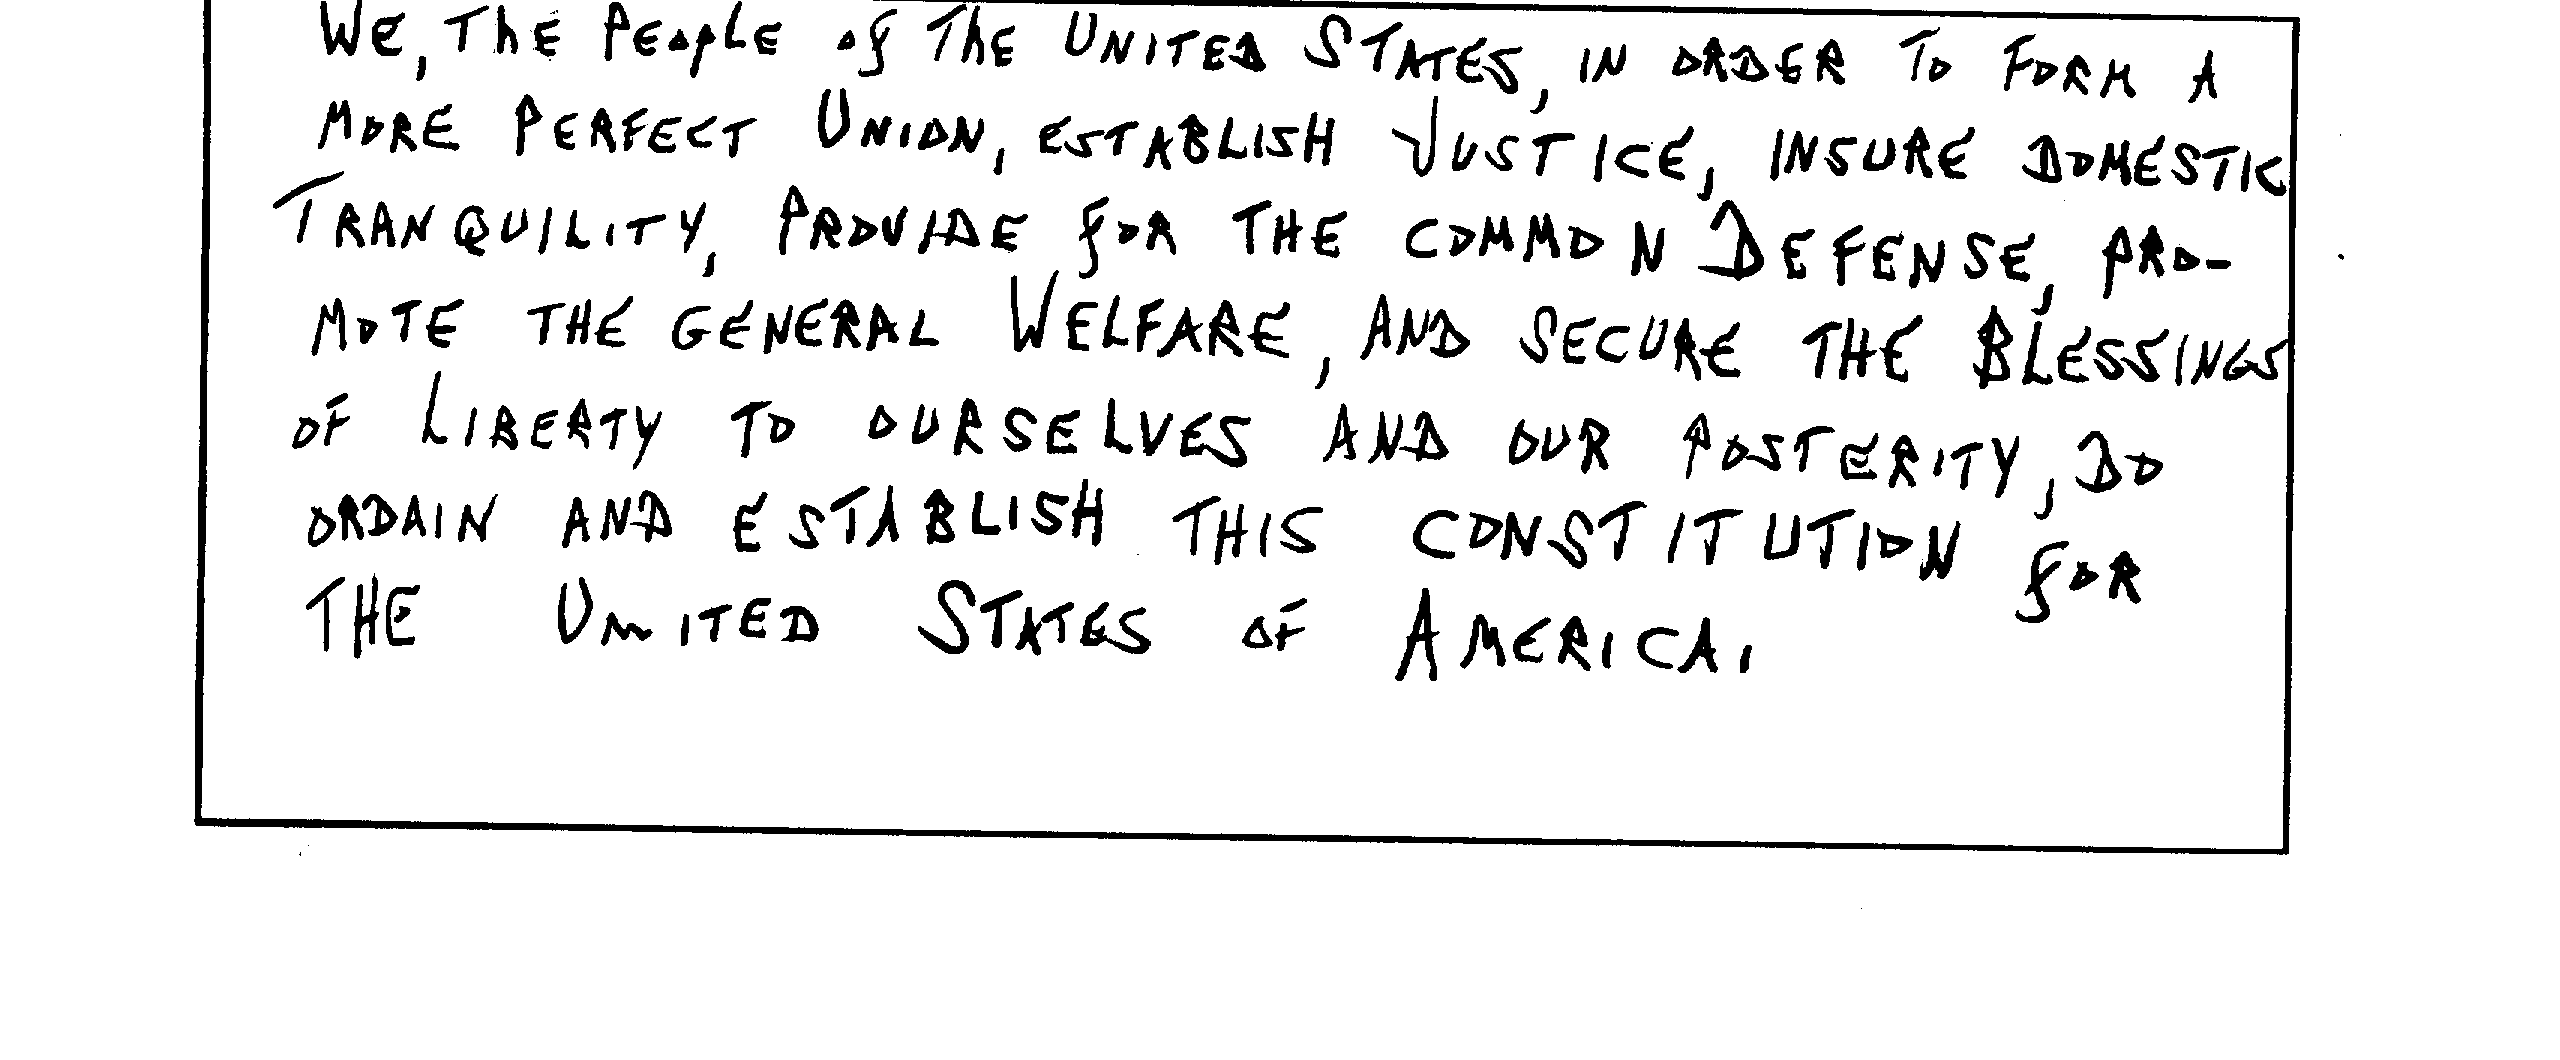 We, The People of The United States, in order to form a
more perfect Union, establish Justice, insure domestic
Tranquility, provide for the common Defense, pro-
mote the general Welfare, and secure the Blessings
of Liberty to ourselves and our posterity, do
ordain and establish this constitution for
the United States of America.